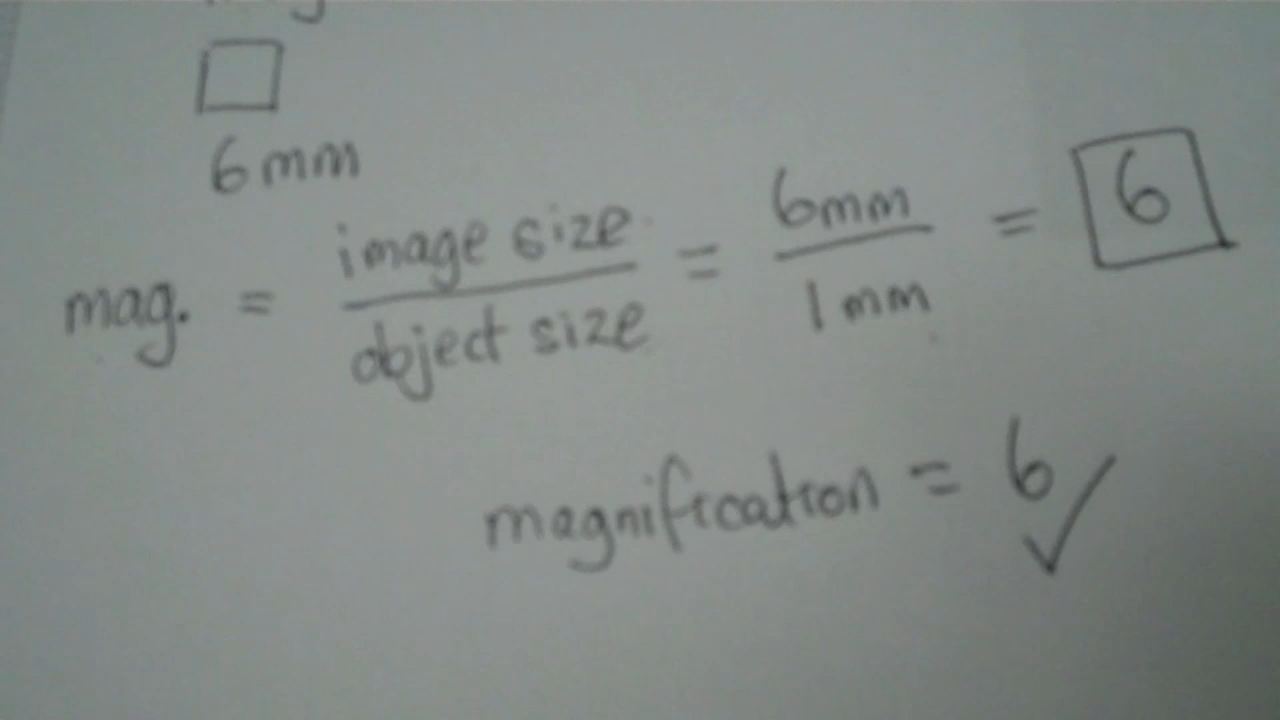 6mm
mag. = image size / object size = 6mm / 1mm = 6
magnification = 6 ✓